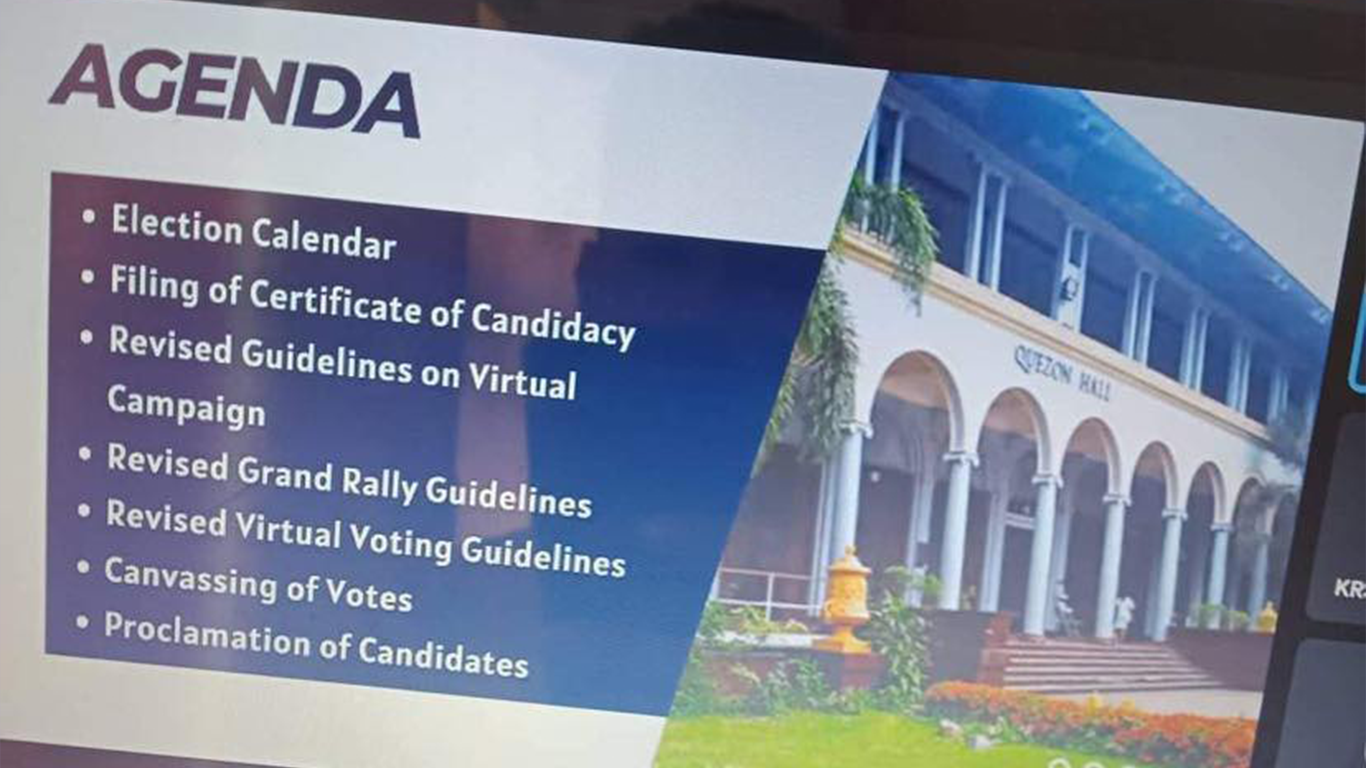 AGENDA
• Election Calendar
• Filing of Certificate of Candidacy
• Revised Guidelines on Virtual
Campaign
• Revised Grand Rally Guidelines
• Revised Virtual Voting Guidelines
• Canvassing of Votes
• Proclamation of Candidates
QUEZON HALL